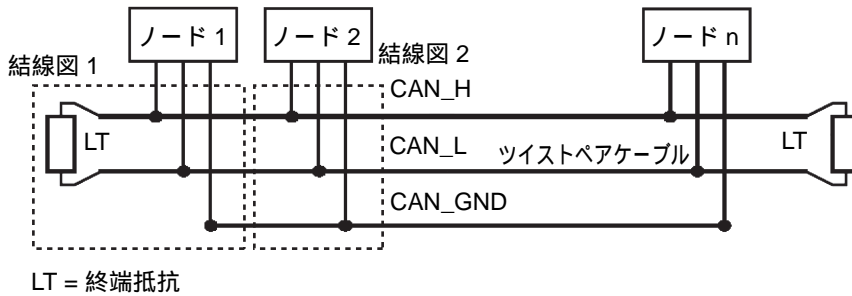 ノード 1
ノード 2
ノード n
結線図 1
結線図 2
CAN_H
LT
CAN_L
ツイストペアケーブル
LT
CAN_GND
LT = 終端抵抗